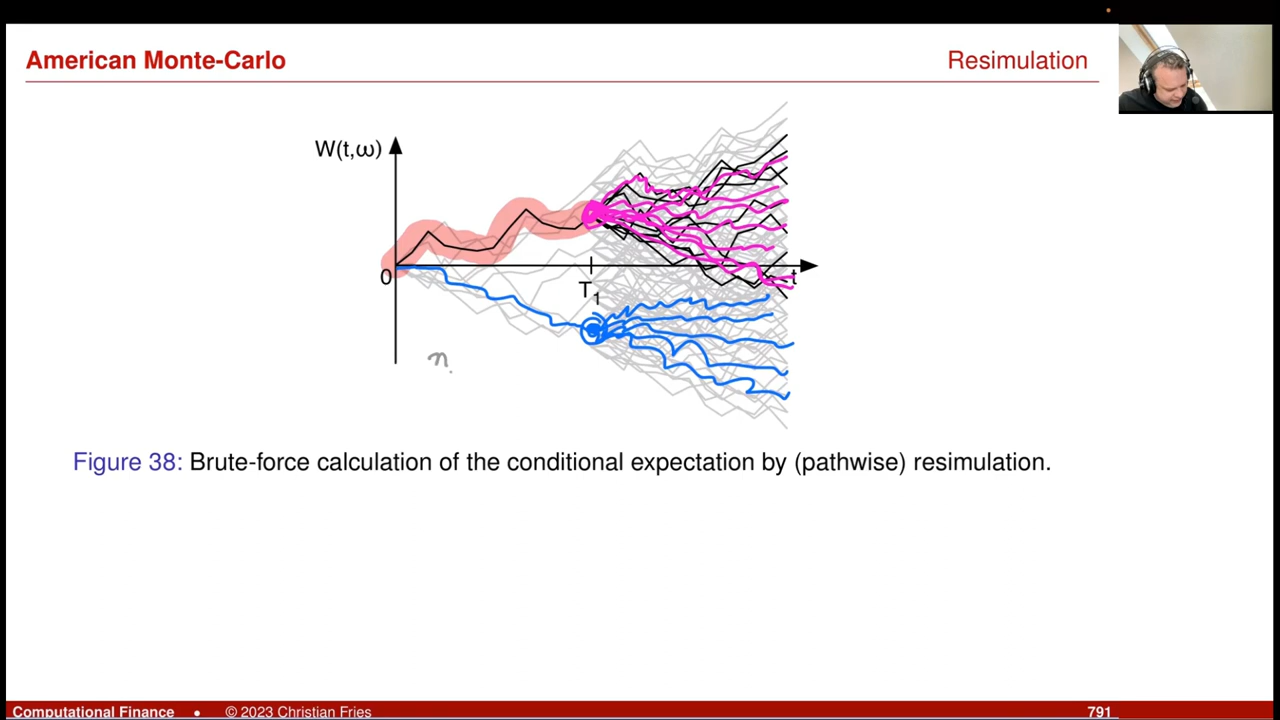 American Monte-Carlo
Resimulation
W(t,ω)
0
T1
t
n.
Figure 38: Brute-force calculation of the conditional expectation by (pathwise) resimulation.
Computational Finance • © 2023 Christian Fries
791